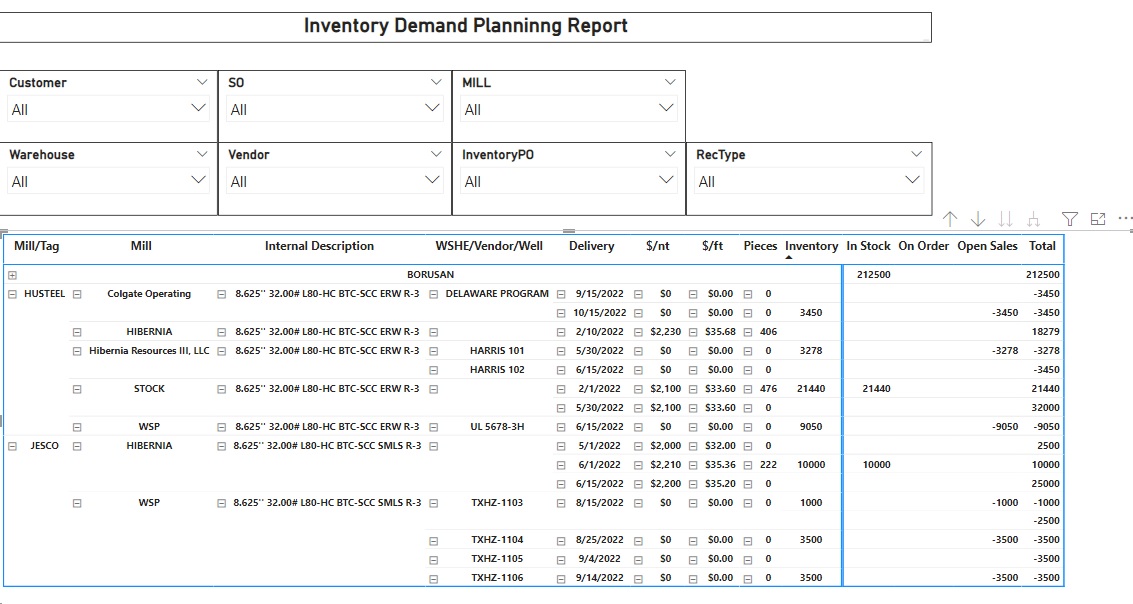 Inventory Demand Planninng Report
Customer SO MILL
All All All
Warehouse Vendor InventoryPO RecType
All All All All
Mill/Tag Mill Internal Description WSHE/Vendor/Well Delivery $/nt $/ft Pieces Inventory In Stock On Order Open Sales Total
BORUSAN 212500 212500
HUSTEEL Colgate Operating 8.625'' 32.00# L80-HC BTC-SCC ERW R-3 DELAWARE PROGRAM 9/15/2022 $0 $0.00 0 -3450
10/15/2022 $0 $0.00 0 3450 -3450 -3450
HIBERNIA 8.625'' 32.00# L80-HC BTC-SCC ERW R-3 2/10/2022 $2,230 $35.68 406 18279
Hibernia Resources III, LLC 8.625'' 32.00# L80-HC BTC-SCC ERW R-3 HARRIS 101 5/30/2022 $0 $0.00 0 3278 -3278 -3278
HARRIS 102 6/15/2022 $0 $0.00 0 -3450
STOCK 8.625'' 32.00# L80-HC BTC-SCC ERW R-3 2/1/2022 $2,100 $33.60 476 21440 21440 21440
5/30/2022 $2,100 $33.60 0 32000
WSP 8.625'' 32.00# L80-HC BTC-SCC ERW R-3 UL 5678-3H 6/15/2022 $0 $0.00 0 9050 -9050 -9050
JESCO HIBERNIA 8.625'' 32.00# L80-HC BTC-SCC SMLS R-3 5/1/2022 $2,000 $32.00 0 2500
6/1/2022 $2,210 $35.36 222 10000 10000 10000
6/15/2022 $2,200 $35.20 0 25000
WSP 8.625'' 32.00# L80-HC BTC-SCC SMLS R-3 TXHZ-1103 8/15/2022 $0 $0.00 0 1000 -1000 -1000
-2500
TXHZ-1104 8/25/2022 $0 $0.00 0 3500 -3500 -3500
TXHZ-1105 9/4/2022 $0 $0.00 0 -3500
TXHZ-1106 9/14/2022 $0 $0.00 0 3500 -3500 -3500